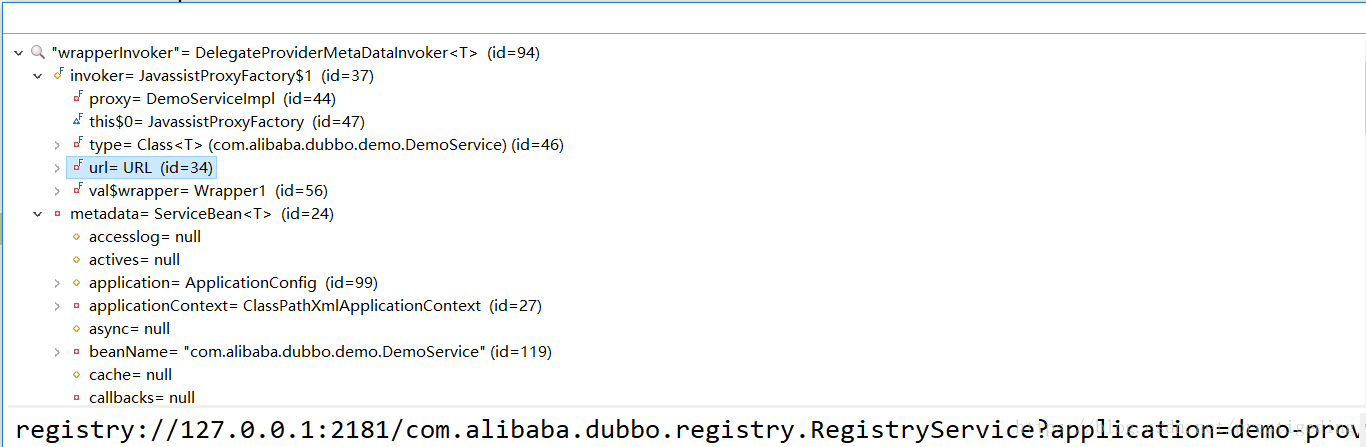 "wrapperInvoker"= DelegateProviderMetaDataInvoker<T> (id=94)
invoker= JavassistProxyFactory$1 (id=37)
proxy= DemoServiceImpl (id=44)
this$0= JavassistProxyFactory (id=47)
type= Class<T> (com.alibaba.dubbo.demo.DemoService) (id=46)
url= URL (id=34)
val$wrapper= Wrapper1 (id=56)
metadata= ServiceBean<T> (id=24)
accesslog= null
actives= null
application= ApplicationConfig (id=99)
applicationContext= ClassPathXmlApplicationContext (id=27)
async= null
beanName= "com.alibaba.dubbo.demo.DemoService" (id=119)
cache= null
callbacks= null
registry://127.0.0.1:2181/com.alibaba.dubbo.registry.RegistryService?application=demo-prov